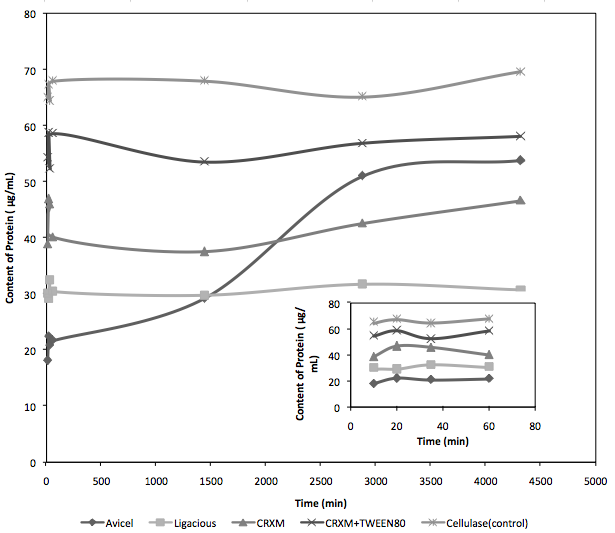 80
70
60
50
40
30
20
10
0
Content of Protein ( µg/mL)
0 500 1000 1500 2000 2500 3000 3500 4000 4500 5000
Time (min)
80
60
40
20
0
Content of Protein ( µg/
mL)
0 20 40 60 80
Time (min)
Avicel Ligacious CRXM CRXM+TWEEN80 Cellulase(control)